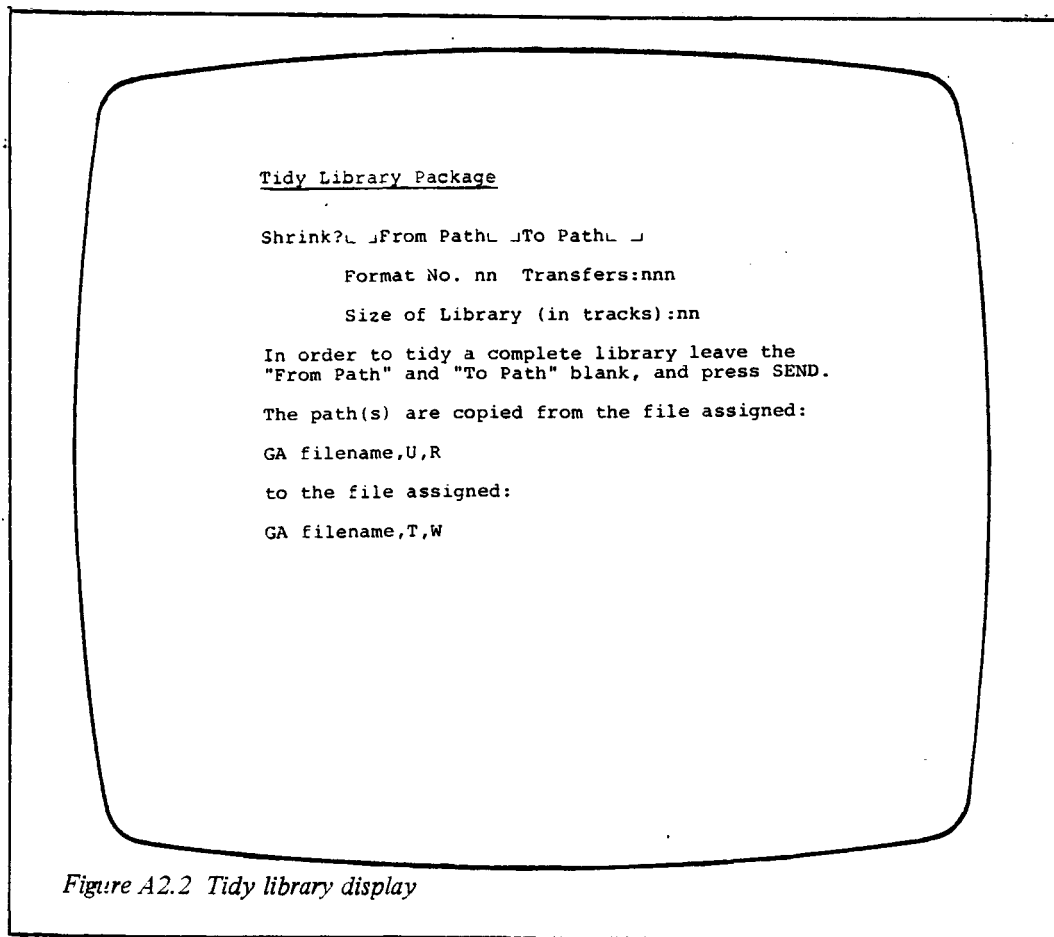 Tidy Library Package
Shrink?⌞ ⌟From Path⌞ ⌟To Path⌞ ⌟
Format No. nn Transfers:nnn
Size of Library (in tracks):nn
In order to tidy a complete library leave the
"From Path" and "To Path" blank, and press SEND.
The path(s) are copied from the file assigned:
GA filename,U,R
to the file assigned:
GA filename,T,W
Figure A2.2 Tidy library display